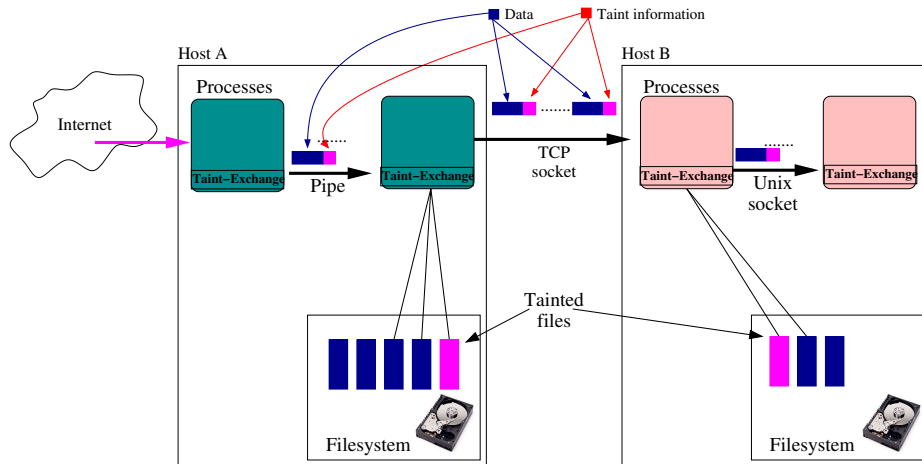 Data
Taint information
Host A
Host B
Processes
Processes
Internet
Taint-Exchange
Pipe
Taint-Exchange
TCP
socket
Taint-Exchange
Unix
socket
Taint-Exchange
Tainted
files
Filesystem
Filesystem